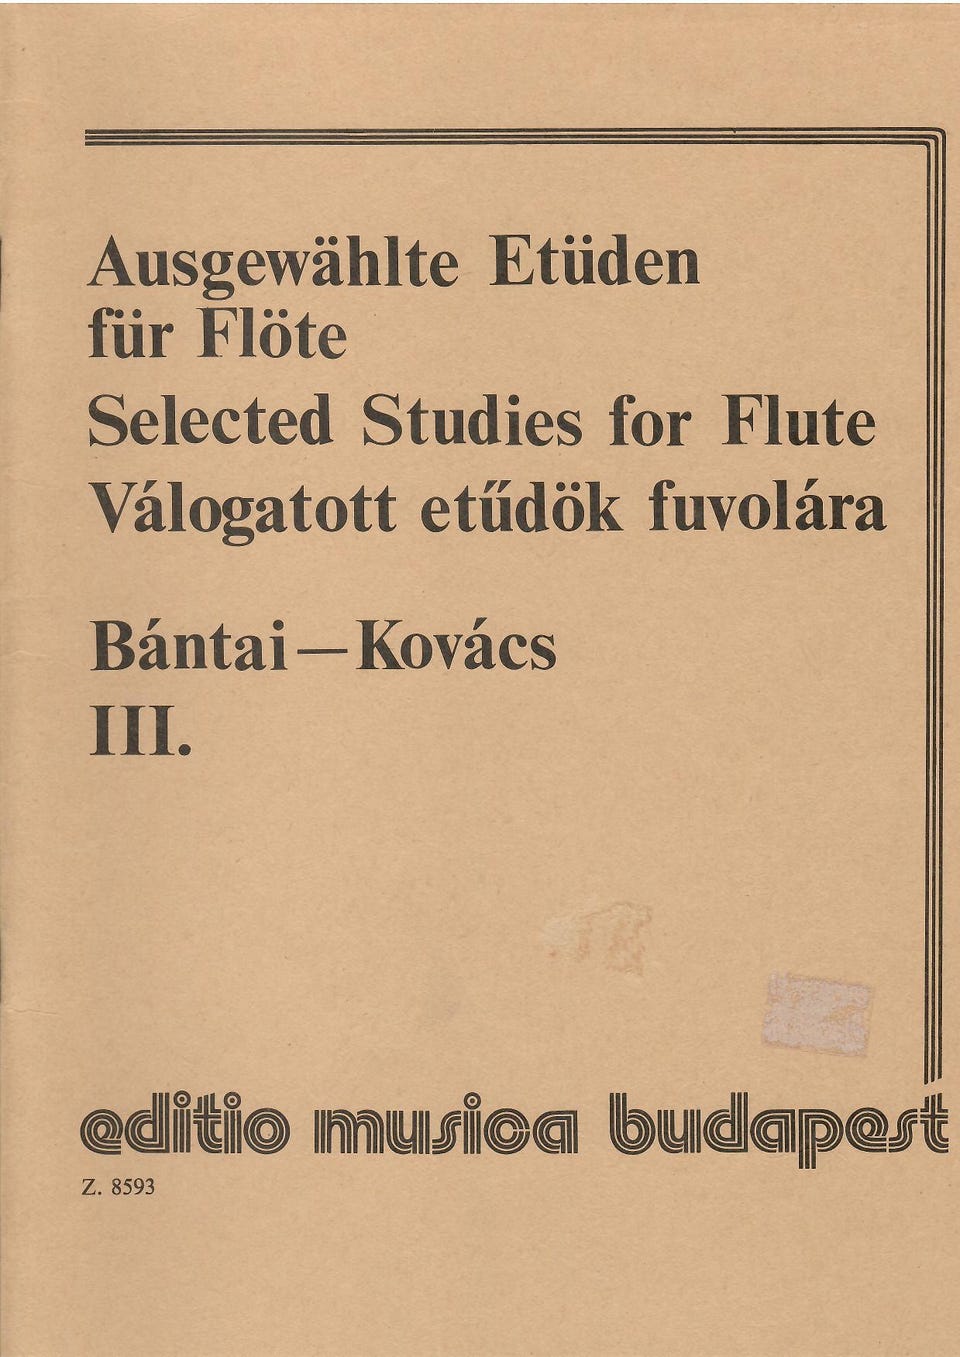 Ausgewählte Etüden
für Flöte
Selected Studies for Flute
Válogatott etűdök fuvolára
Bántai – Kovács
III.
editio musica budapest
Z. 8593